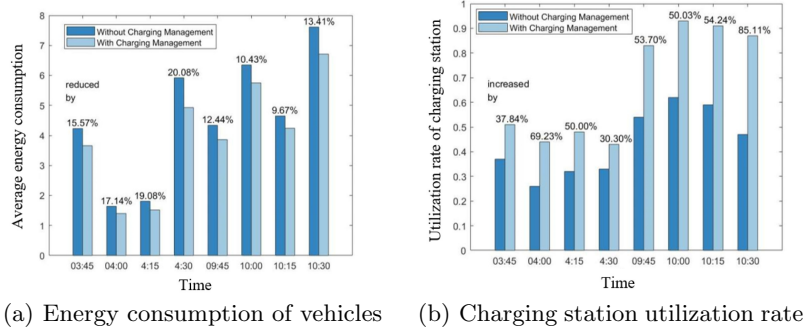 Without Charging Management
With Charging Management
reduced
by
15.57%
17.14%
19.08%
20.08%
12.44%
10.43%
9.67%
13.41%
Average energy consumption
8
7
6
5
4
3
2
1
0
03:45 04:00 4:15 4:30 09:45 10:00 10:15 10:30
Time
(a) Energy consumption of vehicles
Without Charging Management
With Charging Management
increased
by
37.84%
69.23%
50.00%
30.30%
53.70%
50.03%
54.24%
85.11%
Utilization rate of charging station
1
0.9
0.8
0.7
0.6
0.5
0.4
0.3
0.2
0.1
0
03:45 04:00 4:15 4:30 09:45 10:00 10:15 10:30
Time
(b) Charging station utilization rate